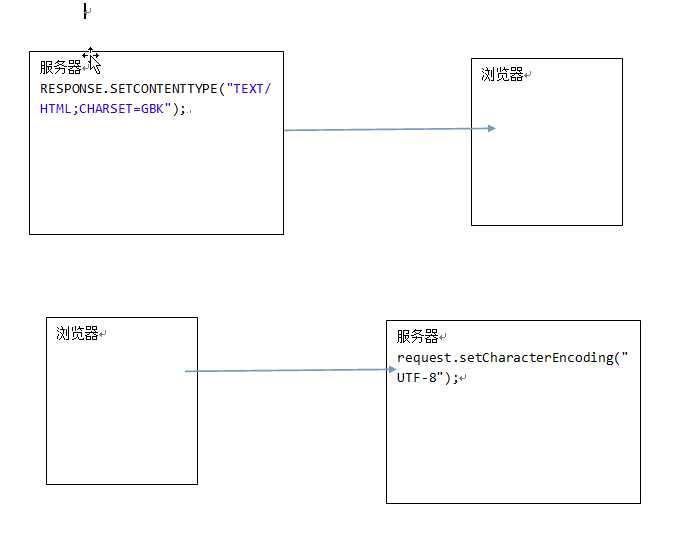 服务器
RESPONSE.SETCONTENTTYPE("TEXT/
HTML;CHARSET=GBK");
浏览器
浏览器
服务器
request.setCharacterEncoding("
UTF-8");